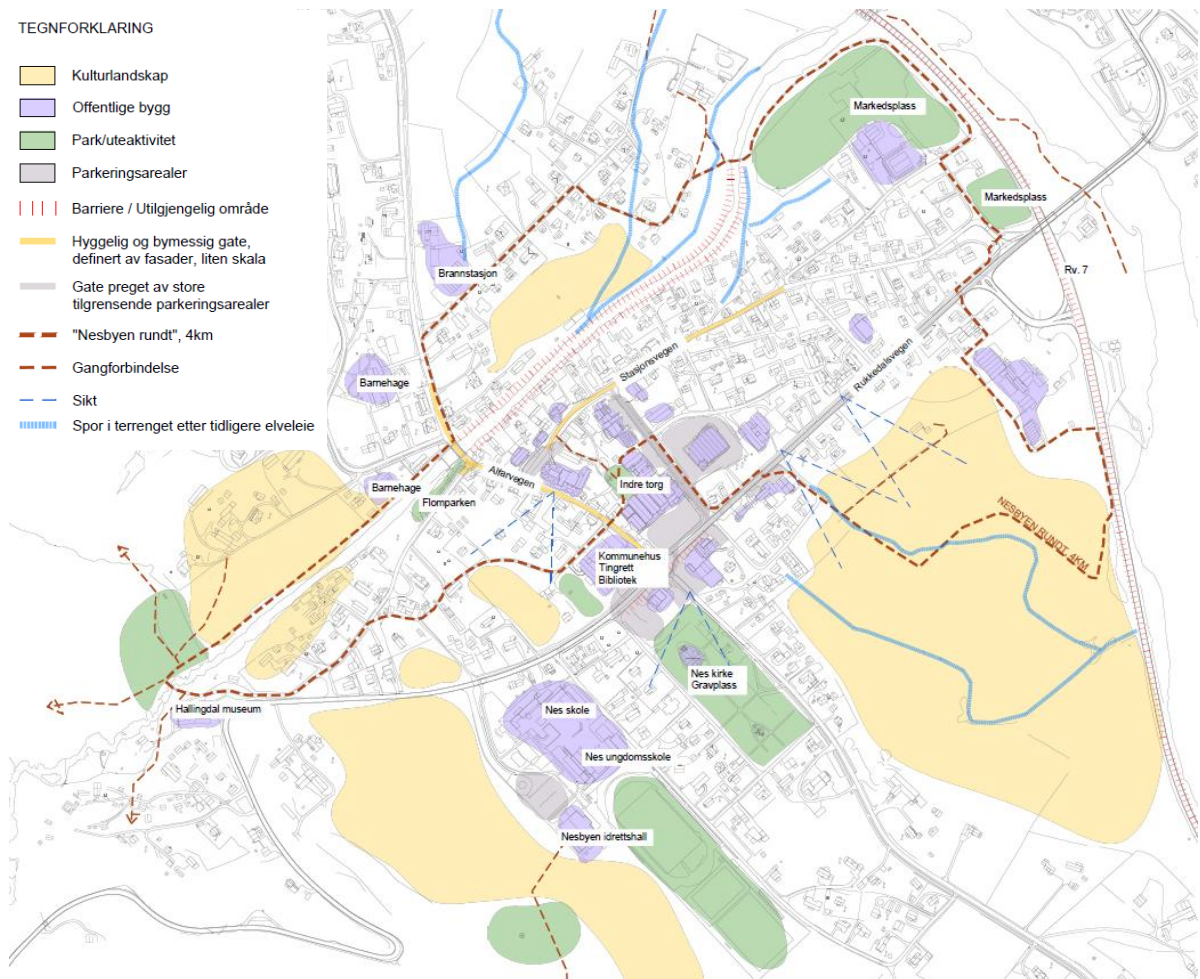 TEGNFORKLARING
Kulturlandskap
Offentlige bygg
Park/uteaktivitet
Parkeringsarealer
Barriere / Utilgjengelig område
Hyggelig og bymessig gate,
definert av fasader, liten skala
Gate preget av store
tilgrensende parkeringsarealer
"Nesbyen rundt", 4km
Gangforbindelse
Sikt
Spor i terrenget etter tidligere elveleie
Markedsplass
Markedsplass
Brannstasjon
Rv. 7
Stasjonsvegen
Rukkedalsvegen
Barnehage
Alfarvegen
Barnehage
Indre torg
Flomparken
NESBYEN RUNDT, 4KM
Kommunehus
Tingrett
Bibliotek
Nes kirke
Gravplass
Hallingdal museum
Nes skole
Nes ungdomsskole
Nesbyen idrettshall